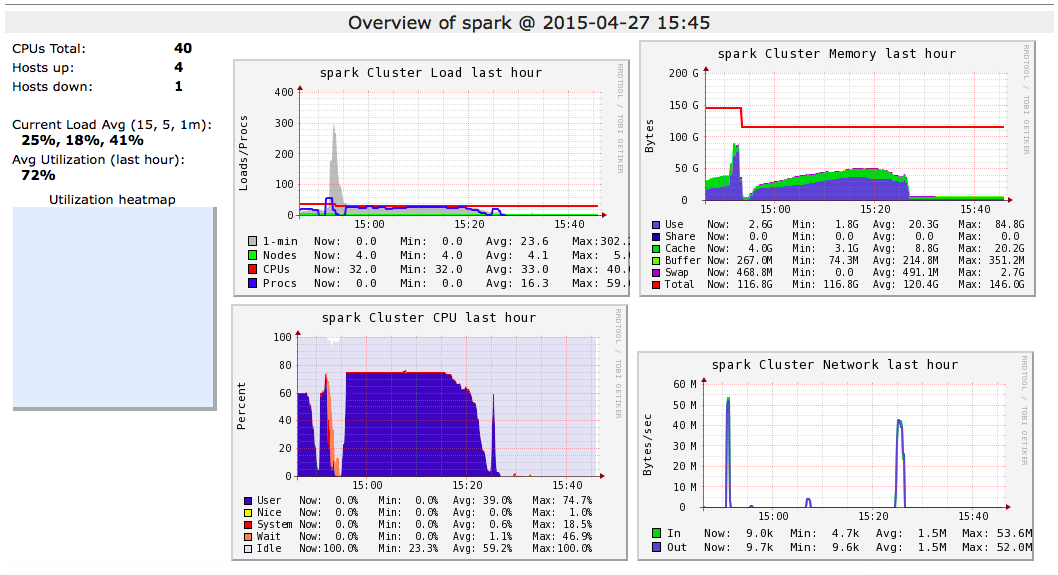 Overview of spark @ 2015-04-27 15:45
CPUs Total: 40
Hosts up: 4
Hosts down: 1
Current Load Avg (15, 5, 1m):
25%, 18%, 41%
Avg Utilization (last hour):
72%
Utilization heatmap
spark Cluster Load last hour
RRDTOOL / TOBI OETIKER
Loads/Procs
400
300
200
100
0
15:00 15:20 15:40
1-min Now: 0.0 Min: 0.0 Avg: 23.6 Max:302.2
Nodes Now: 4.0 Min: 4.0 Avg: 4.1 Max: 5.
CPUs Now: 32.0 Min: 32.0 Avg: 33.0 Max: 40.
Procs Now: 0.0 Min: 0.0 Avg: 16.3 Max: 59.
spark Cluster Memory last hour
RRDTOOL / TOBI OETIKER
Bytes
200 G
150 G
100 G
50 G
0
15:00 15:20 15:40
Use Now: 2.6G Min: 1.8G Avg: 20.3G Max: 84.8G
Share Now: 0.0 Min: 0.0 Avg: 0.0 Max: 0.0
Cache Now: 4.0G Min: 3.1G Avg: 8.8G Max: 20.2G
Buffer Now: 267.0M Min: 74.3M Avg: 214.8M Max: 351.2M
Swap Now: 468.8M Min: 0.0 Avg: 491.1M Max: 2.7G
Total Now: 116.8G Min: 116.8G Avg: 120.4G Max: 146.0G
spark Cluster CPU last hour
RRDTOOL / TOBI OETIKER
Percent
100
80
60
40
20
0
15:00 15:20 15:40
User Now: 0.0% Min: 0.0% Avg: 39.0% Max: 74.7%
Nice Now: 0.0% Min: 0.0% Avg: 0.0% Max: 1.0%
System Now: 0.0% Min: 0.0% Avg: 0.6% Max: 18.5%
Wait Now: 0.0% Min: 0.0% Avg: 1.1% Max: 46.9%
Idle Now:100.0% Min: 23.3% Avg: 59.2% Max:100.0%
spark Cluster Network last hour
RRDTOOL / TOBI OETIKER
Bytes/sec
60 M
50 M
40 M
30 M
20 M
10 M
0
15:00 15:20 15:40
In Now: 9.0k Min: 4.7k Avg: 1.5M Max: 53.6M
Out Now: 9.7k Min: 9.6k Avg: 1.5M Max: 52.0M